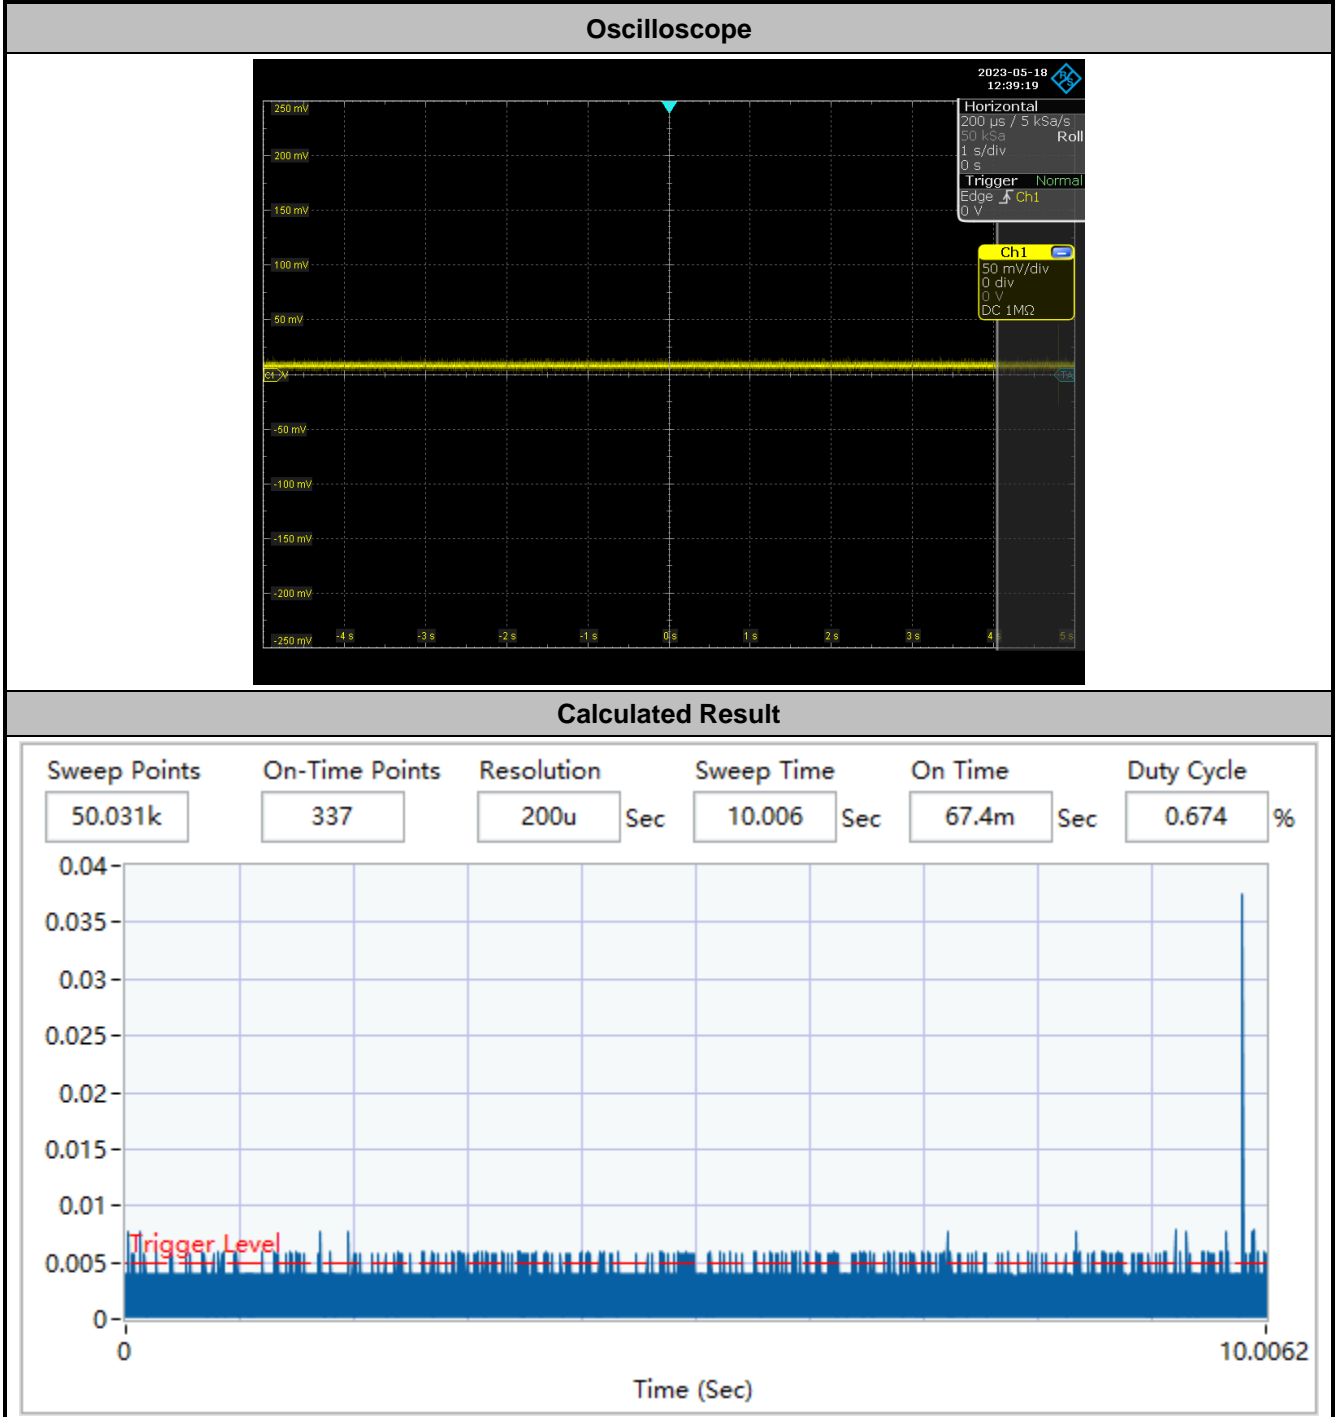 Oscilloscope
2023-05-18
12:39:19
Horizontal
200 µs / 5 kSa/s
50 kSa Roll
1 s/div
0 s
Trigger Normal
Edge Ch1
0 V
Ch1
50 mV/div
0 div
0 V
DC 1MΩ
250 mV
200 mV
150 mV
100 mV
50 mV
C1 V
TA
-50 mV
-100 mV
-150 mV
-200 mV
-250 mV
-4 s -3 s -2 s -1 s 0 s 1 s 2 s 3 s 4 5 s
Calculated Result
Sweep Points On-Time Points Resolution Sweep Time On Time Duty Cycle
50.031k 337 200u Sec 10.006 Sec 67.4m Sec 0.674 %
0.04
0.035
0.03
0.025
0.02
0.015
0.01
Trigger Level
0.005
0
0 10.0062
Time (Sec)